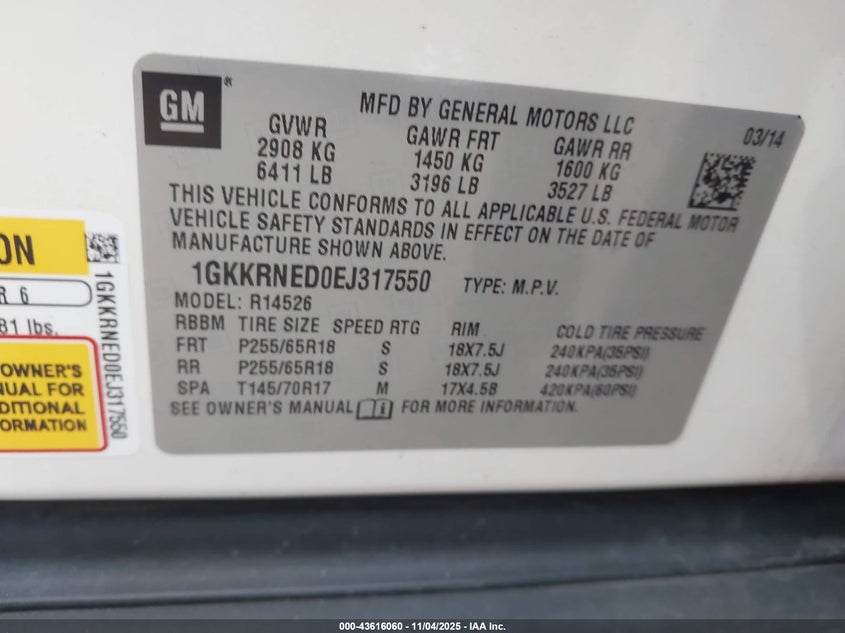 GM
MFD BY GENERAL MOTORS LLC
03/14
GVWR GAWR FRT GAWR RR
2908 KG 1450 KG 1600 KG
6411 LB 3196 LB 3527 LB
THIS VEHICLE CONFORMS TO ALL APPLICABLE U.S. FEDERAL MOTOR
VEHICLE SAFETY STANDARDS IN EFFECT ON THE DATE OF
MANUFACTURE SHOWN ABOVE.
1GKKRNED0EJ317550 TYPE: M.P.V.
MODEL: R14526
RBBM TIRE SIZE SPEED RTG RIM COLD TIRE PRESSURE
FRT P255/65R18 S 18X7.5J 240KPA(35PSI)
RR P255/65R18 S 18X7.5J 240KPA(35PSI)
SPA T145/70R17 M 17X4.5B 420KPA(60PSI)
SEE OWNER'S MANUAL i FOR MORE INFORMATION.
ON
R 6
81 lbs.
OWNER'S
NUAL FOR
DITIONAL
ORMATION
1GKKRNED0EJ317550
000-43616060 - 11/04/2025 - IAA Inc.